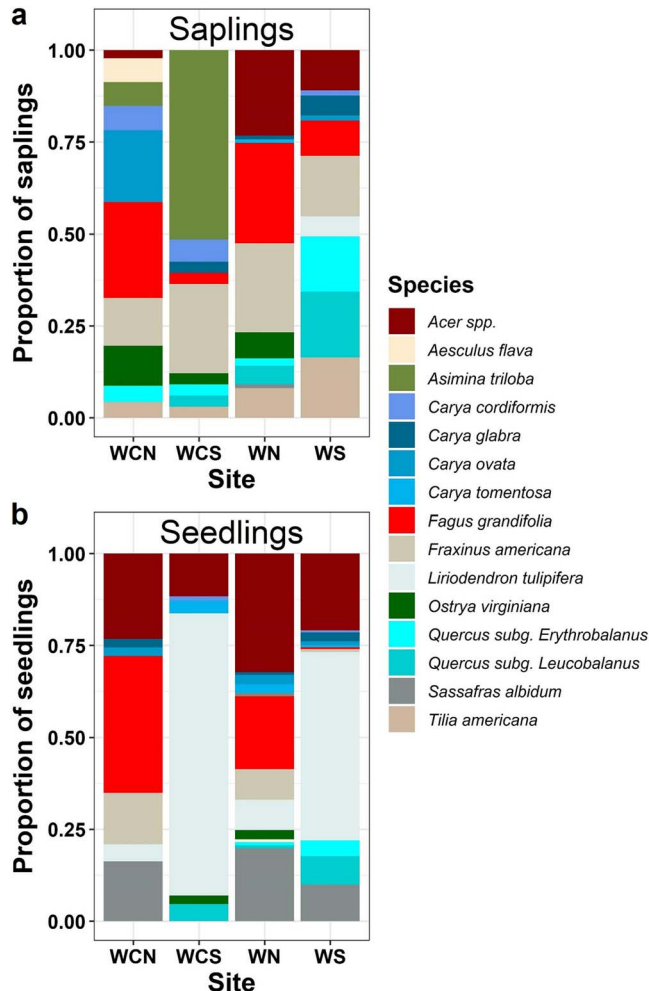 a
Saplings
Proportion of saplings
1.00
0.75
0.50
0.25
0.00
WCN WCS WN WS
Site
b
Seedlings
Proportion of seedlings
1.00
0.75
0.50
0.25
0.00
WCN WCS WN WS
Site
Species
Acer spp.
Aesculus flava
Asimina triloba
Carya cordiformis
Carya glabra
Carya ovata
Carya tomentosa
Fagus grandifolia
Fraxinus americana
Liriodendron tulipifera
Ostrya virginiana
Quercus subg. Erythrobalanus
Quercus subg. Leucobalanus
Sassafras albidum
Tilia americana